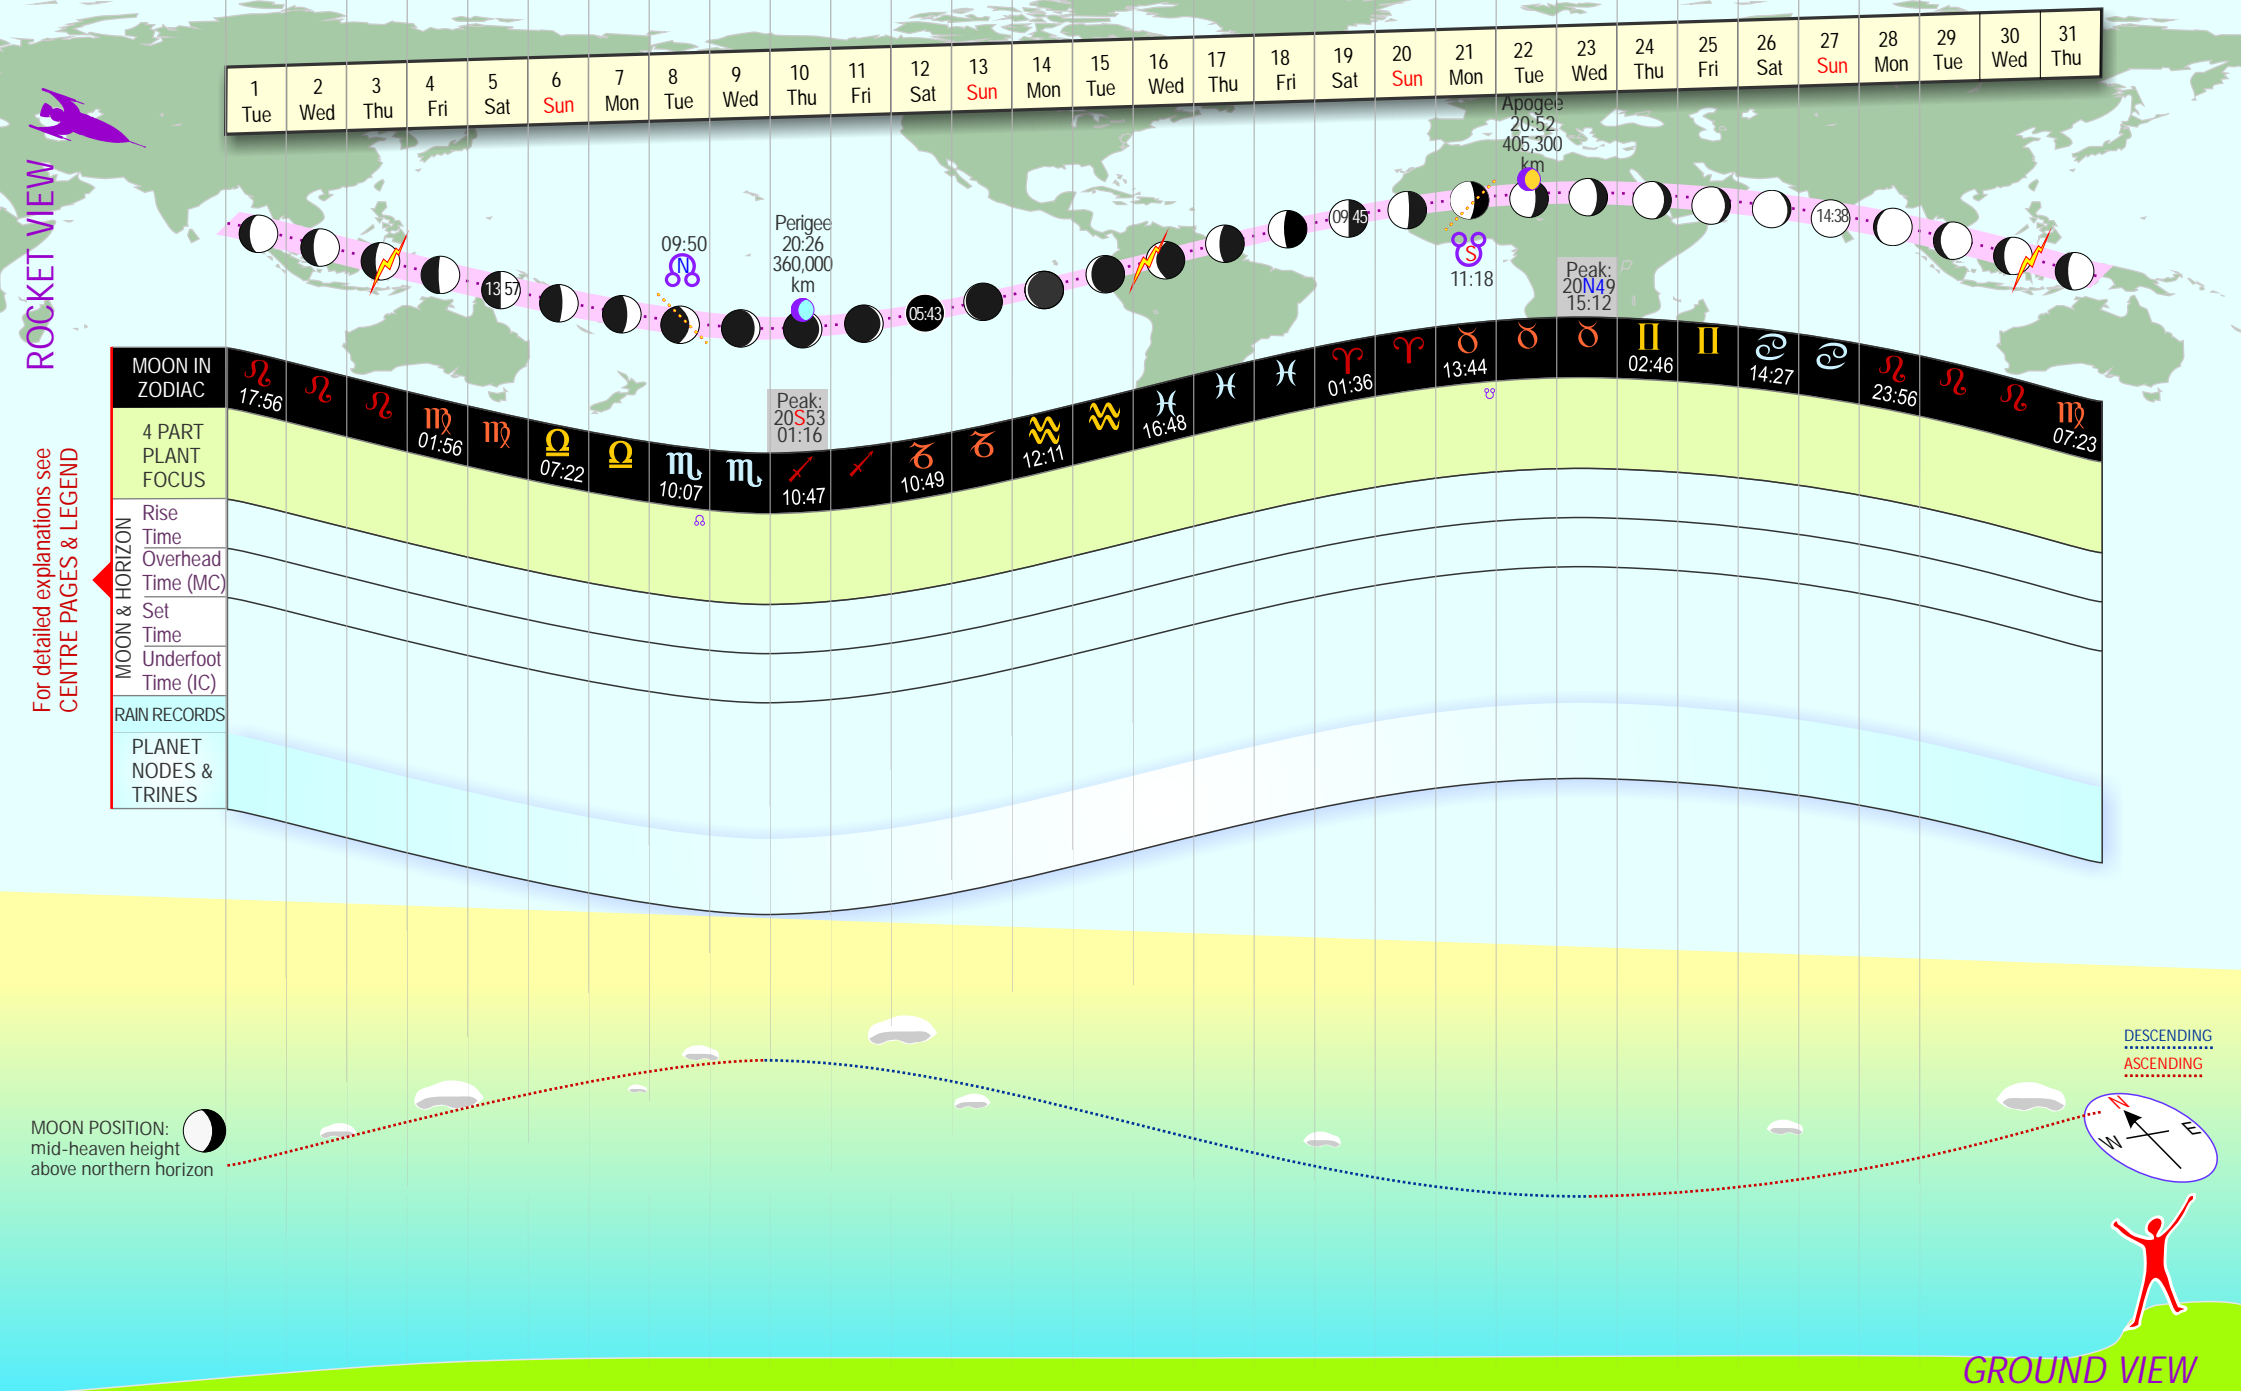 1 2 3 4 5 6 7 8 9 10 11 12 13 14 15 16 17 18 19 20 21 22 23 24 25 26 27 28 29 30 31
Tue Wed Thu Fri Sat Sun Mon Tue Wed Thu Fri Sat Sun Mon Tue Wed Thu Fri Sat Sun Mon Tue Wed Thu Fri Sat Sun Mon Tue Wed Thu
ROCKET VIEW
Apogee
20:52
405,300
km
09:45
14:38
Perigee
20:26
360,000
km
09:50
N
S
11:18
13:57
05:43
Peak:
20N49
15:12
Peak:
20S53
01:16
MOON IN
ZODIAC
17:56
01:56
07:22
10:07
10:47
10:49
12:11
16:48
01:36
13:44
02:46
14:27
23:56
07:23
4 PART
PLANT
FOCUS
For detailed explanations see
CENTRE PAGES & LEGEND
MOON & HORIZON
Rise
Time
Overhead
Time (MC)
Set
Time
Underfoot
Time (IC)
RAIN RECORDS
PLANET
NODES &
TRINES
DESCENDING
ASCENDING
N
W
E
MOON POSITION:
mid-heaven height
above northern horizon
GROUND VIEW